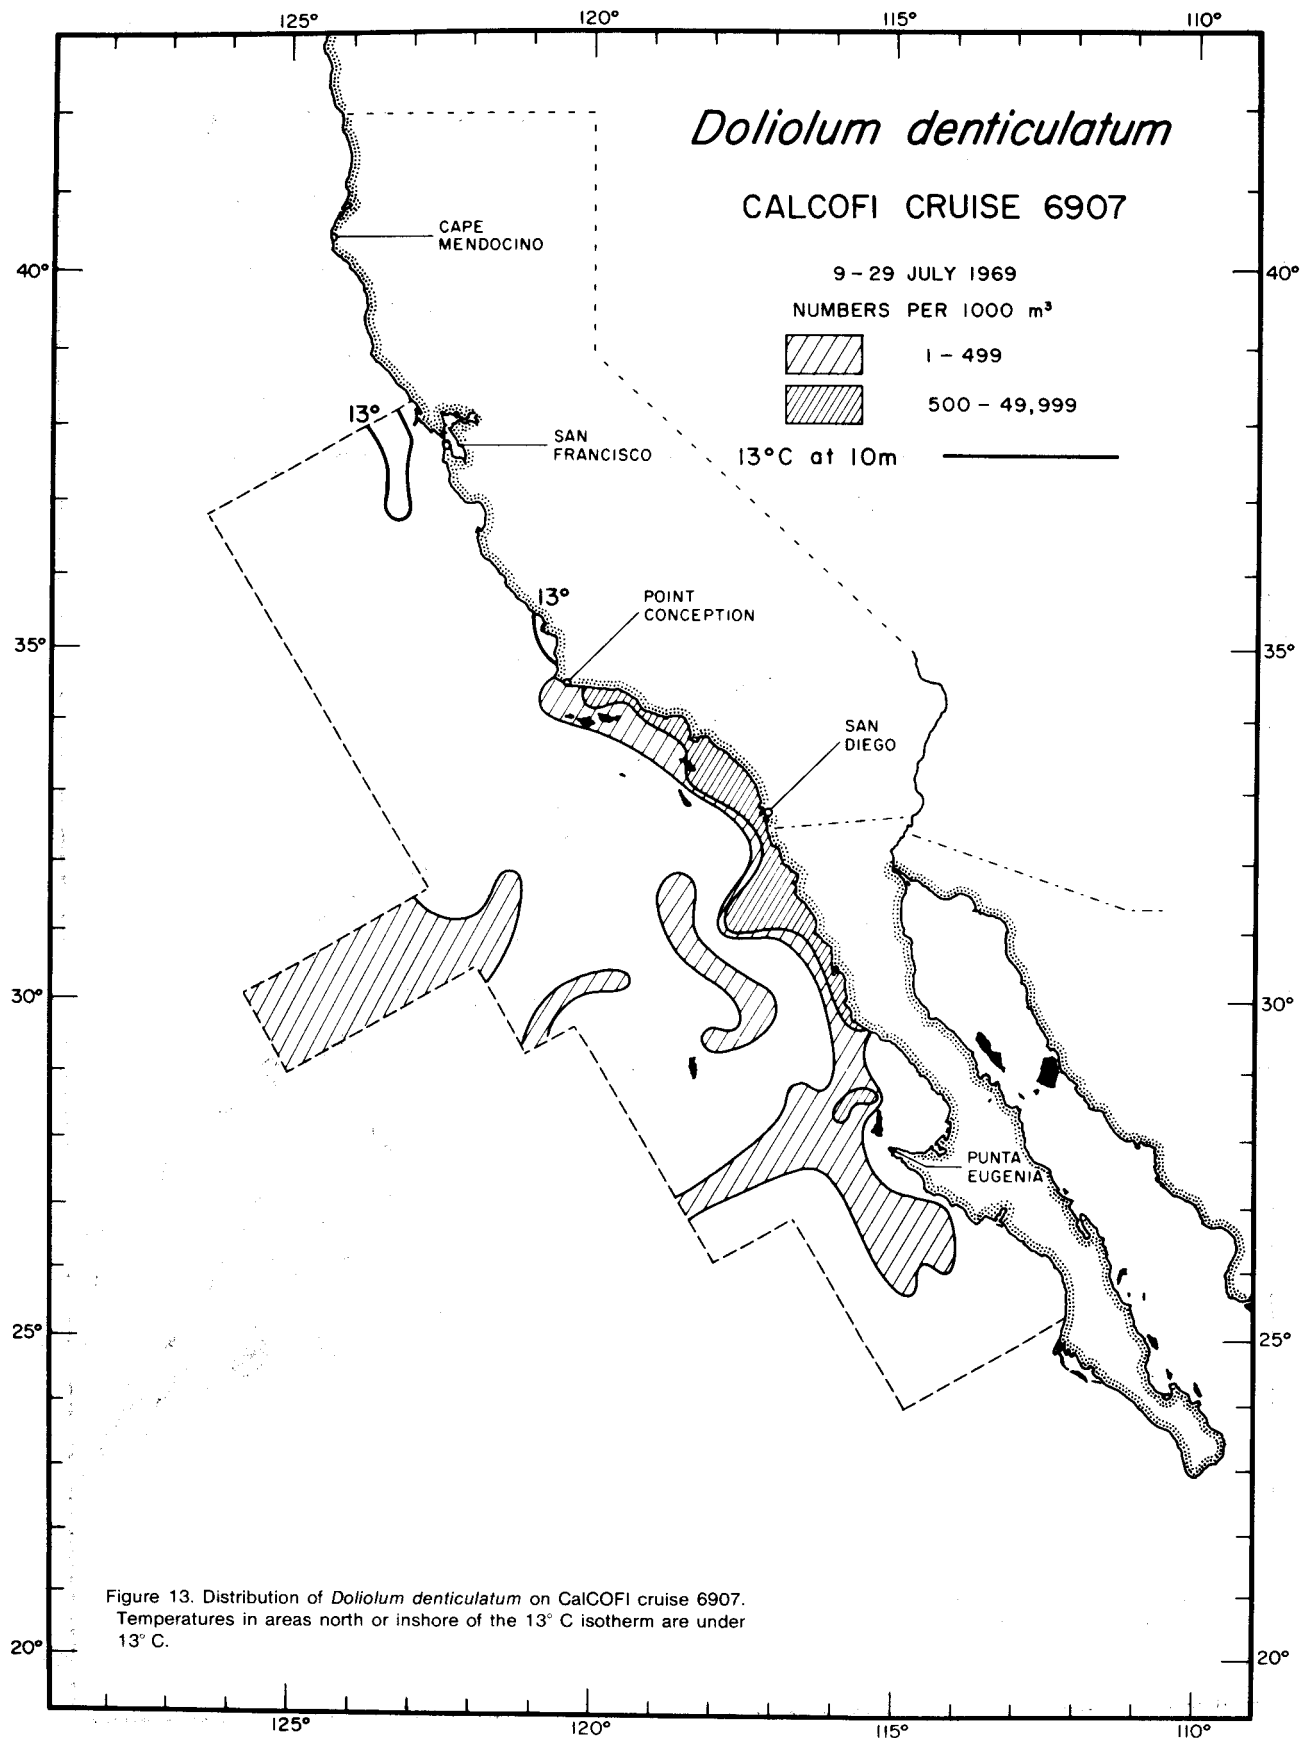 125°
120°
115°
110°
Doliolum denticulatum
CALCOFI CRUISE 6907
CAPE
MENDOCINO
40°
9 – 29 JULY 1969
40°
NUMBERS PER 1000 m³
1 – 499
500 – 49,999
13°
SAN
FRANCISCO
13°C at 10m
13°
POINT
CONCEPTION
35°
35°
SAN
DIEGO
30°
30°
PUNTA
EUGENIA
25°
25°
Figure 13. Distribution of Doliolum denticulatum on CalCOFI cruise 6907.
Temperatures in areas north or inshore of the 13° C isotherm are under
13° C.
20°
20°
125°
120°
115°
110°